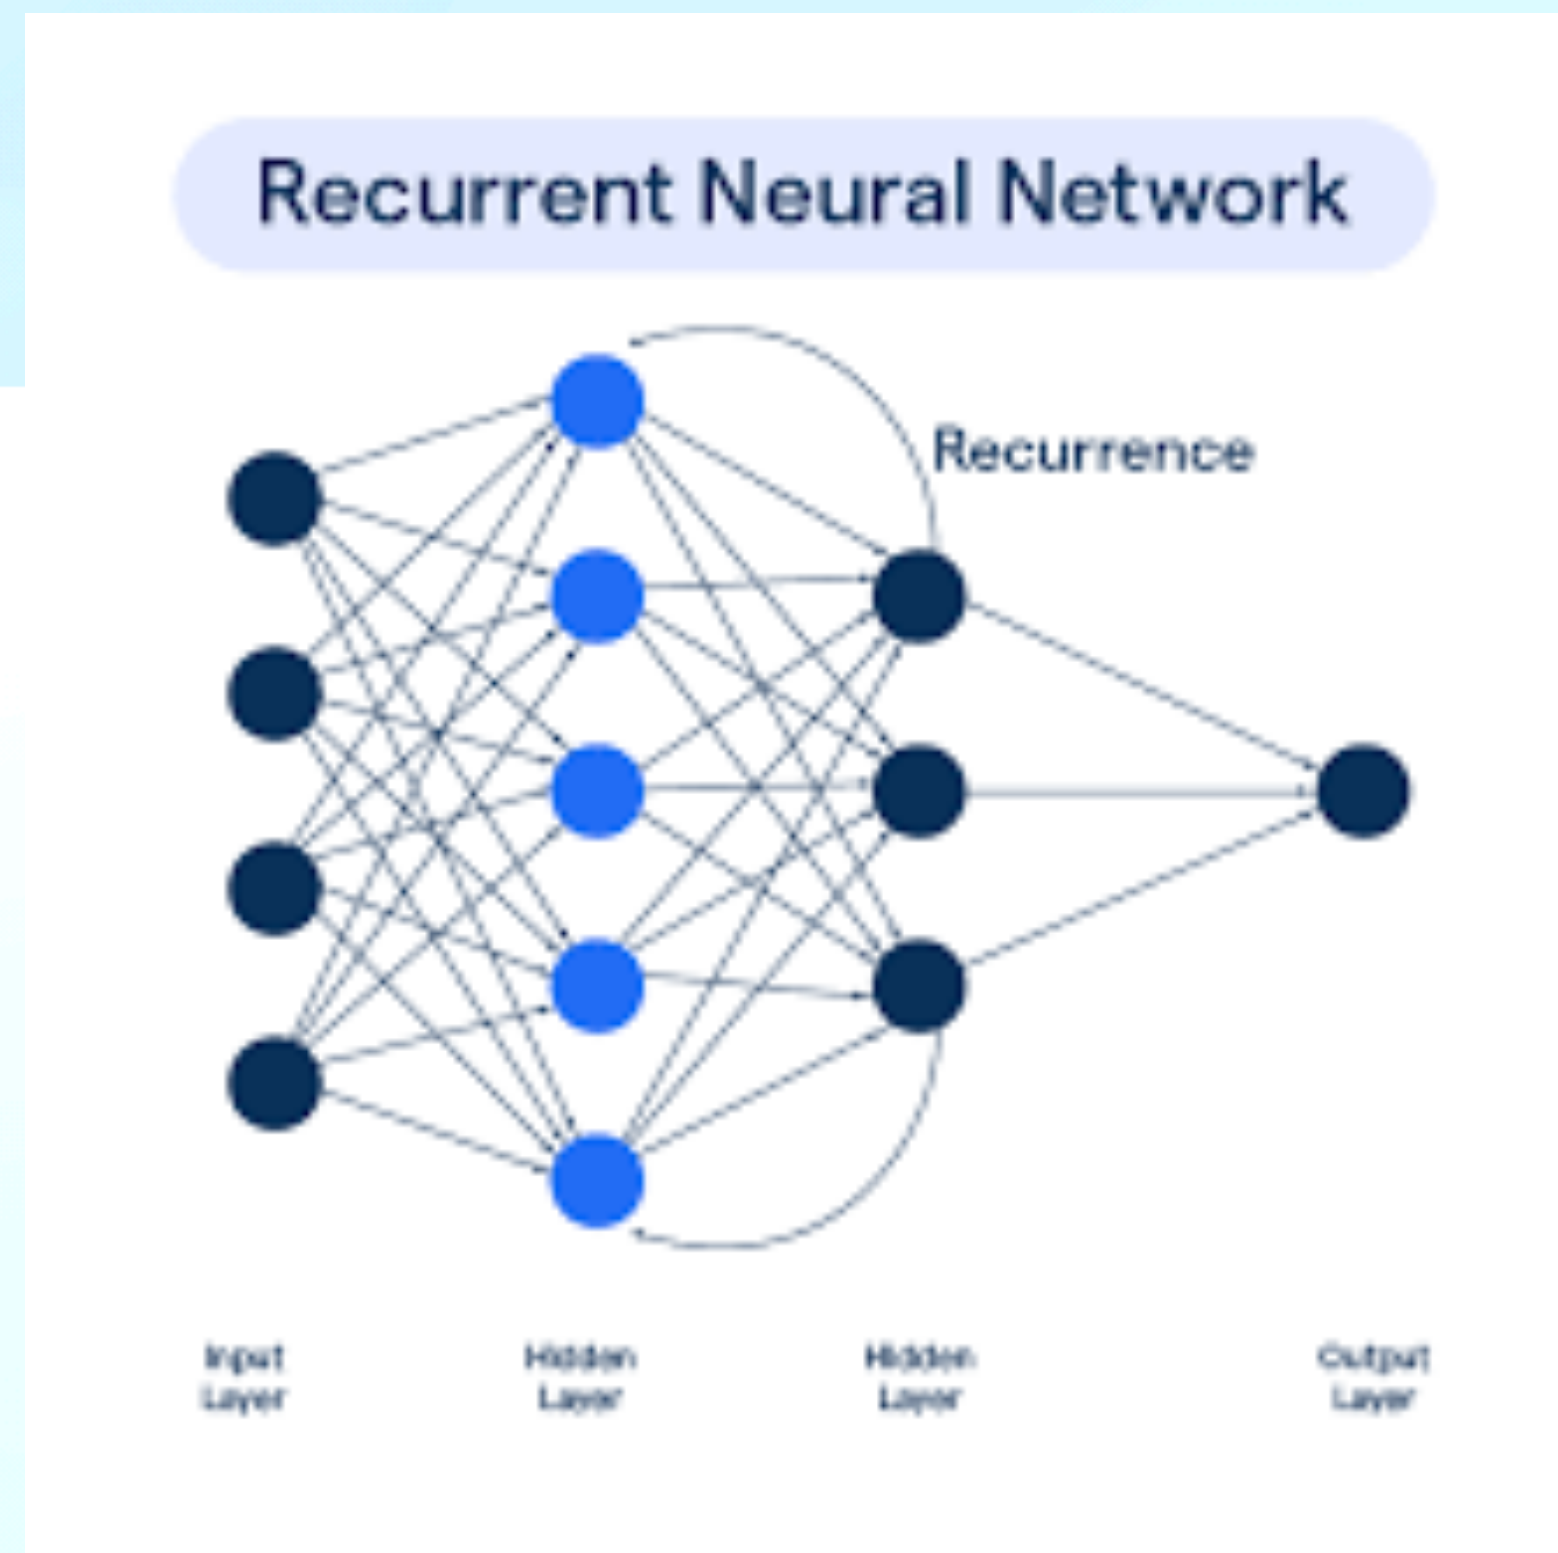 Recurrent Neural Network
Recurrence
Input
Layer
Hidden
Layer
Hidden
Layer
Output
Layer